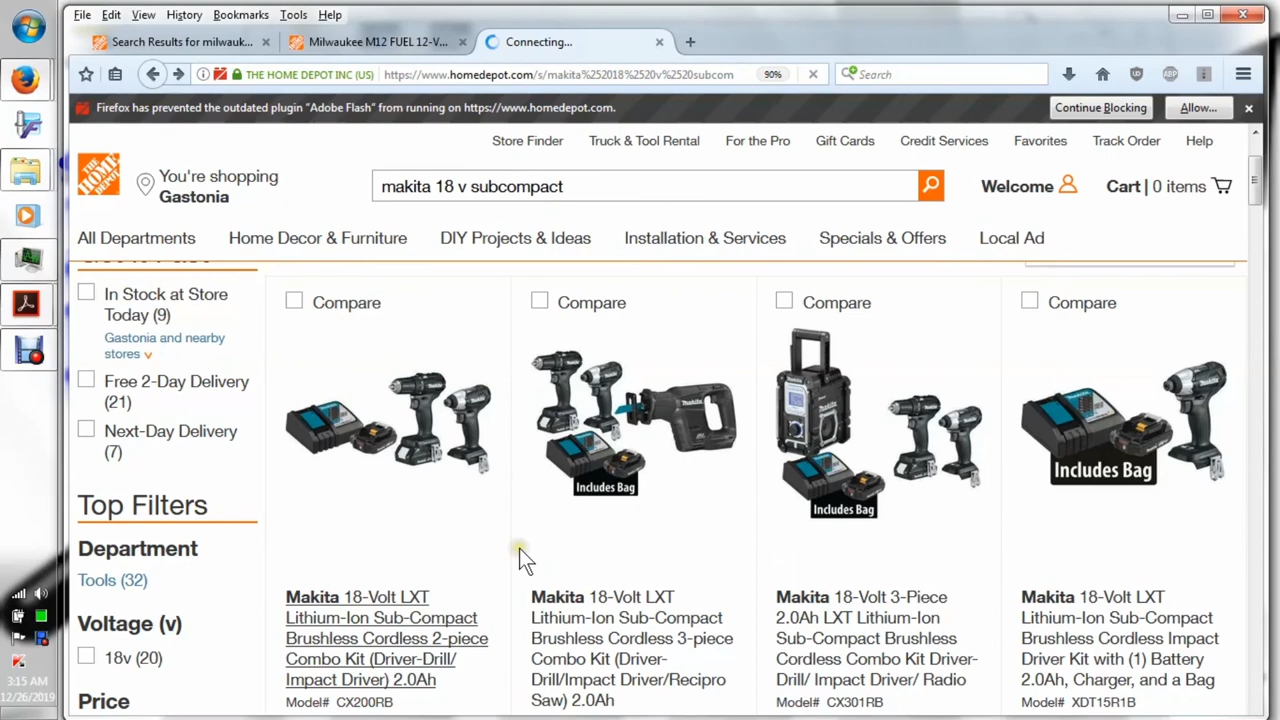 File Edit View History Bookmarks Tools Help
Search Results for milwauk...
Milwaukee M12 FUEL 12-V...
Connecting...
THE HOME DEPOT INC (US)
https://www.homedepot.com/s/makita%252018%2520v%2520subcom
90%
Search
Firefox has prevented the outdated plugin "Adobe Flash" from running on https://www.homedepot.com.
Continue Blocking
Allow...
Store Finder Truck & Tool Rental For the Pro Gift Cards Credit Services Favorites Track Order Help
THE HOME DEPOT
You're shopping
Gastonia
makita 18 v subcompact
Welcome
Cart | 0 items
All Departments Home Decor & Furniture DIY Projects & Ideas Installation & Services Specials & Offers Local Ad
In Stock at Store
Today (9)
Gastonia and nearby
stores
Free 2-Day Delivery
(21)
Next-Day Delivery
(7)
Top Filters
Department
Tools (32)
Voltage (v)
18v (20)
Price
Compare
Makita 18-Volt LXT
Lithium-Ion Sub-Compact
Brushless Cordless 2-piece
Combo Kit (Driver-Drill/
Impact Driver) 2.0Ah
Model# CX200RB
Compare
Includes Bag
Makita 18-Volt LXT
Lithium-Ion Sub-Compact
Brushless Cordless 3-piece
Combo Kit (Driver-
Drill/Impact Driver/Recipro
Saw) 2.0Ah
Compare
Includes Bag
Makita 18-Volt 3-Piece
2.0Ah LXT Lithium-Ion
Sub-Compact Brushless
Cordless Combo Kit Driver-
Drill/ Impact Driver/ Radio
Model# CX301RB
Compare
Includes Bag
Makita 18-Volt LXT
Lithium-Ion Sub-Compact
Brushless Cordless Impact
Driver Kit with (1) Battery
2.0Ah, Charger, and a Bag
Model# XDT15R1B
3:15 AM
12/26/2019